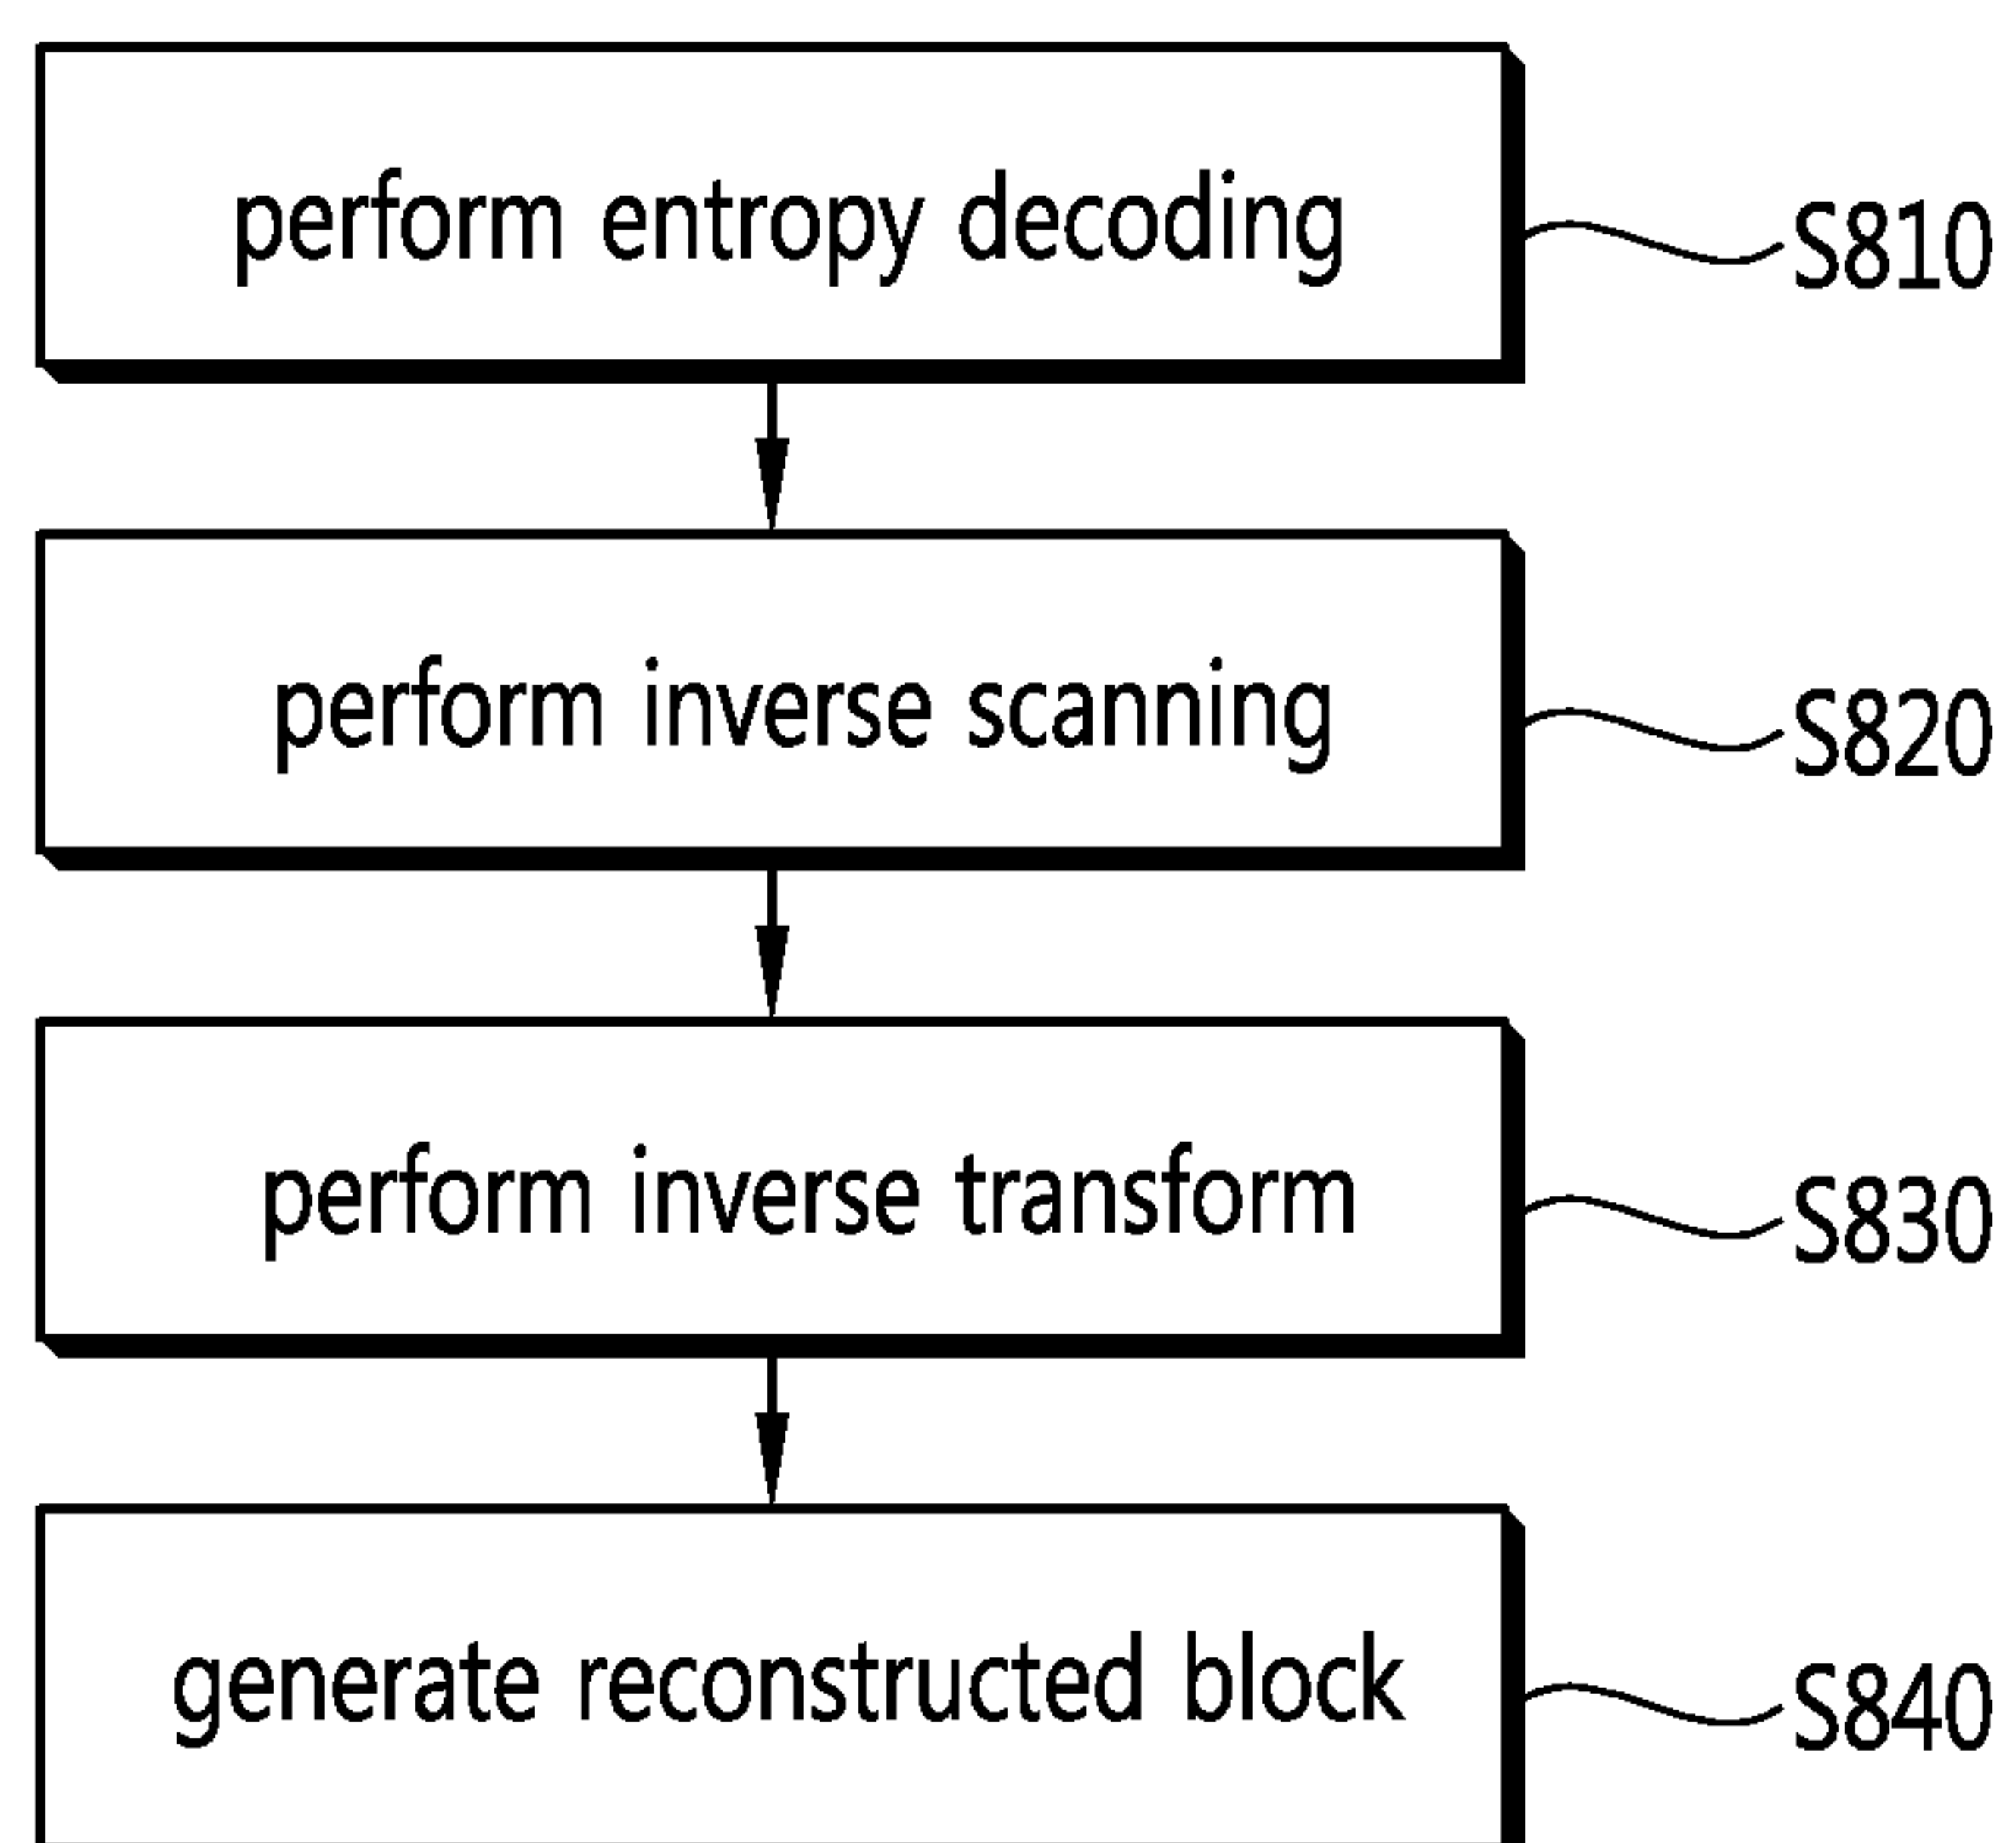 perform entropy decoding
S810
perform inverse scanning
S820
perform inverse transform
S830
generate reconstructed block
S840